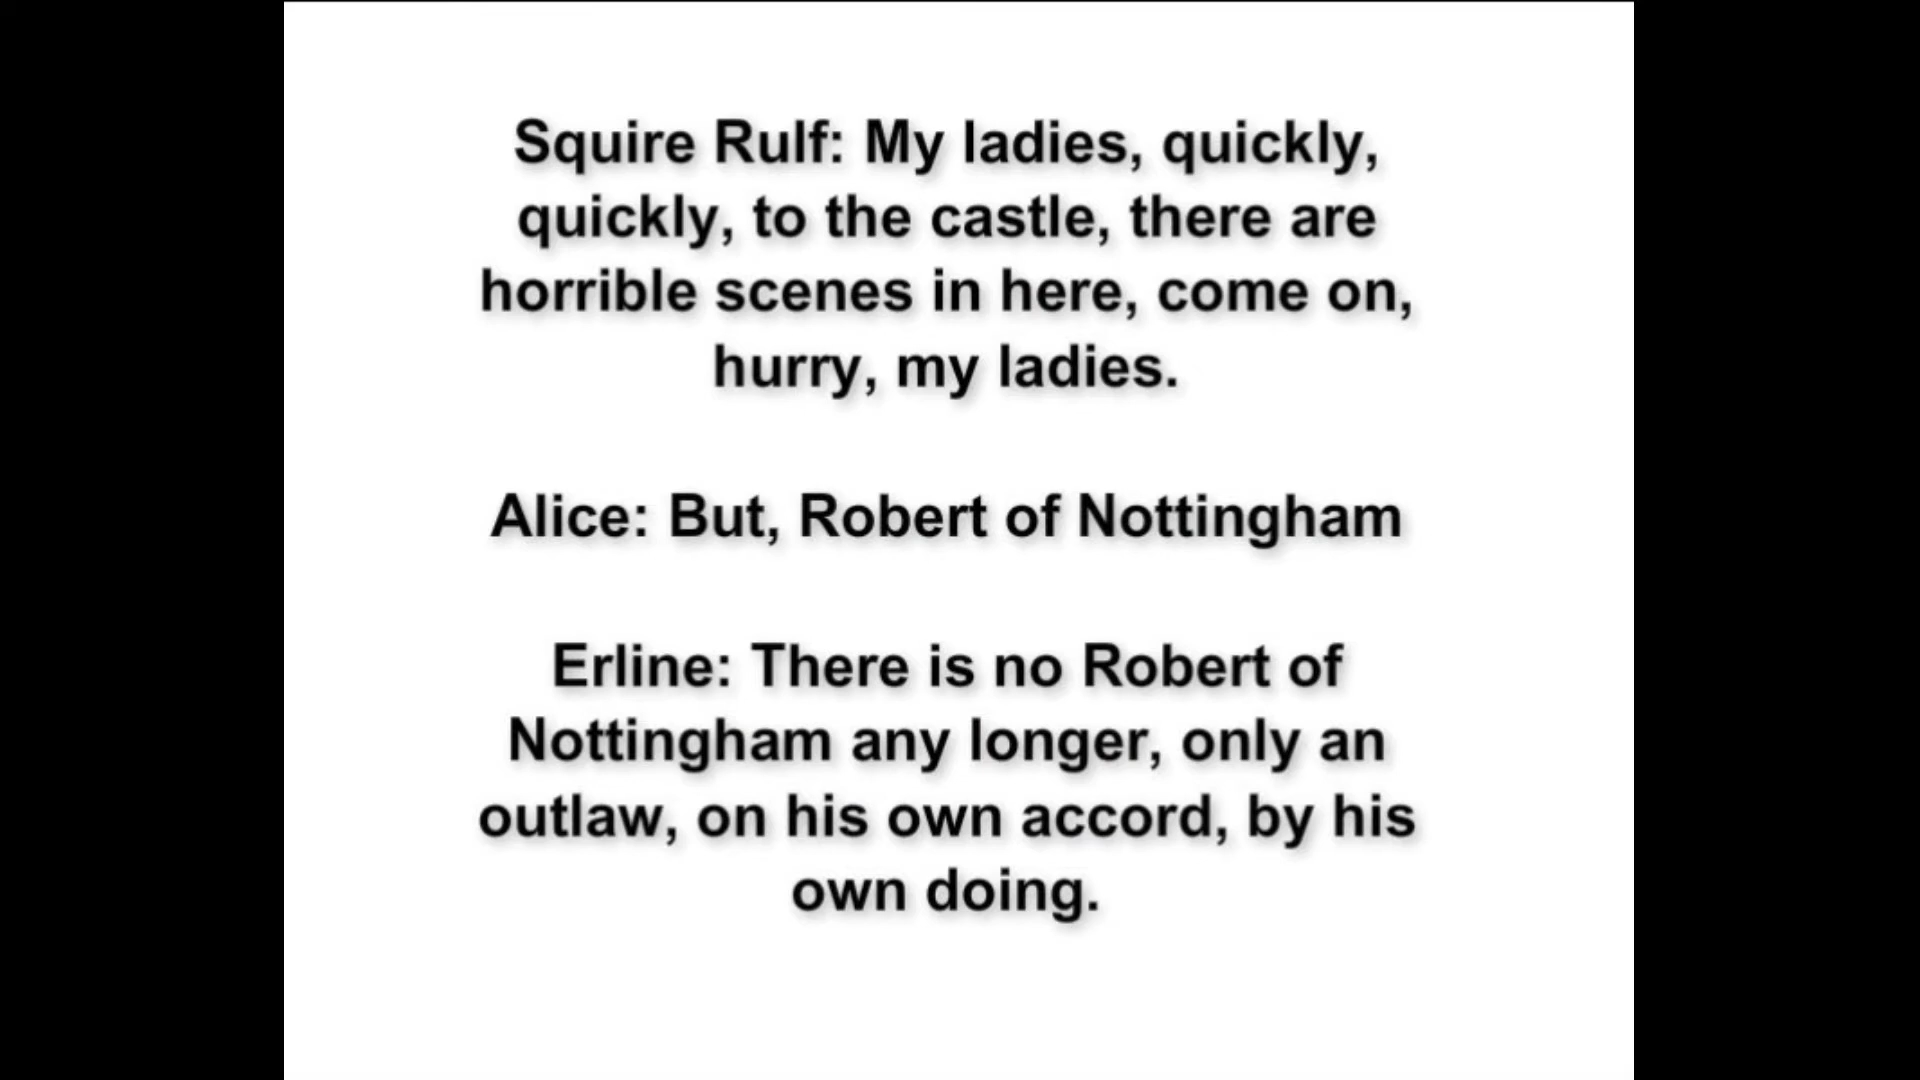 Squire Rulf: My ladies, quickly,
quickly, to the castle, there are
horrible scenes in here, come on,
hurry, my ladies.
Alice: But, Robert of Nottingham
Erline: There is no Robert of
Nottingham any longer, only an
outlaw, on his own accord, by his
own doing.